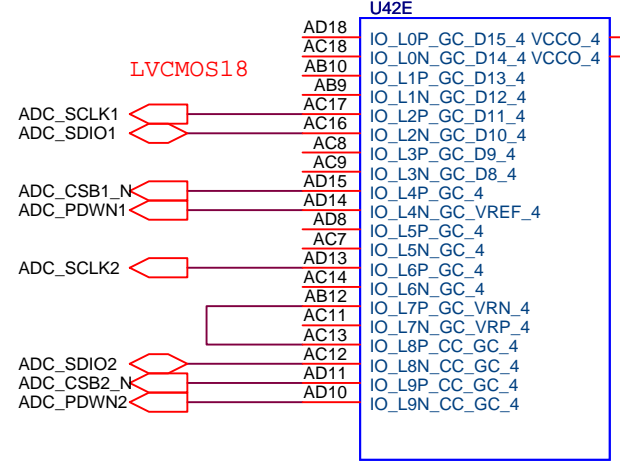 U42E
AD18 IO_L0P_GC_D15_4 VCCO_4
AC18 IO_L0N_GC_D14_4 VCCO_4
LVCMOS18
AB10 IO_L1P_GC_D13_4
AB9 IO_L1N_GC_D12_4
ADC_SCLK1 AC17 IO_L2P_GC_D11_4
ADC_SDIO1 AC16 IO_L2N_GC_D10_4
AC8 IO_L3P_GC_D9_4
AC9 IO_L3N_GC_D8_4
ADC_CSB1_N AD15 IO_L4P_GC_4
ADC_PDWN1 AD14 IO_L4N_GC_VREF_4
AD8 IO_L5P_GC_4
AC7 IO_L5N_GC_4
ADC_SCLK2 AD13 IO_L6P_GC_4
AC14 IO_L6N_GC_4
AB12 IO_L7P_GC_VRN_4
AC11 IO_L7N_GC_VRP_4
AC13 IO_L8P_CC_GC_4
ADC_SDIO2 AC12 IO_L8N_CC_GC_4
ADC_CSB2_N AD11 IO_L9P_CC_GC_4
ADC_PDWN2 AD10 IO_L9N_CC_GC_4